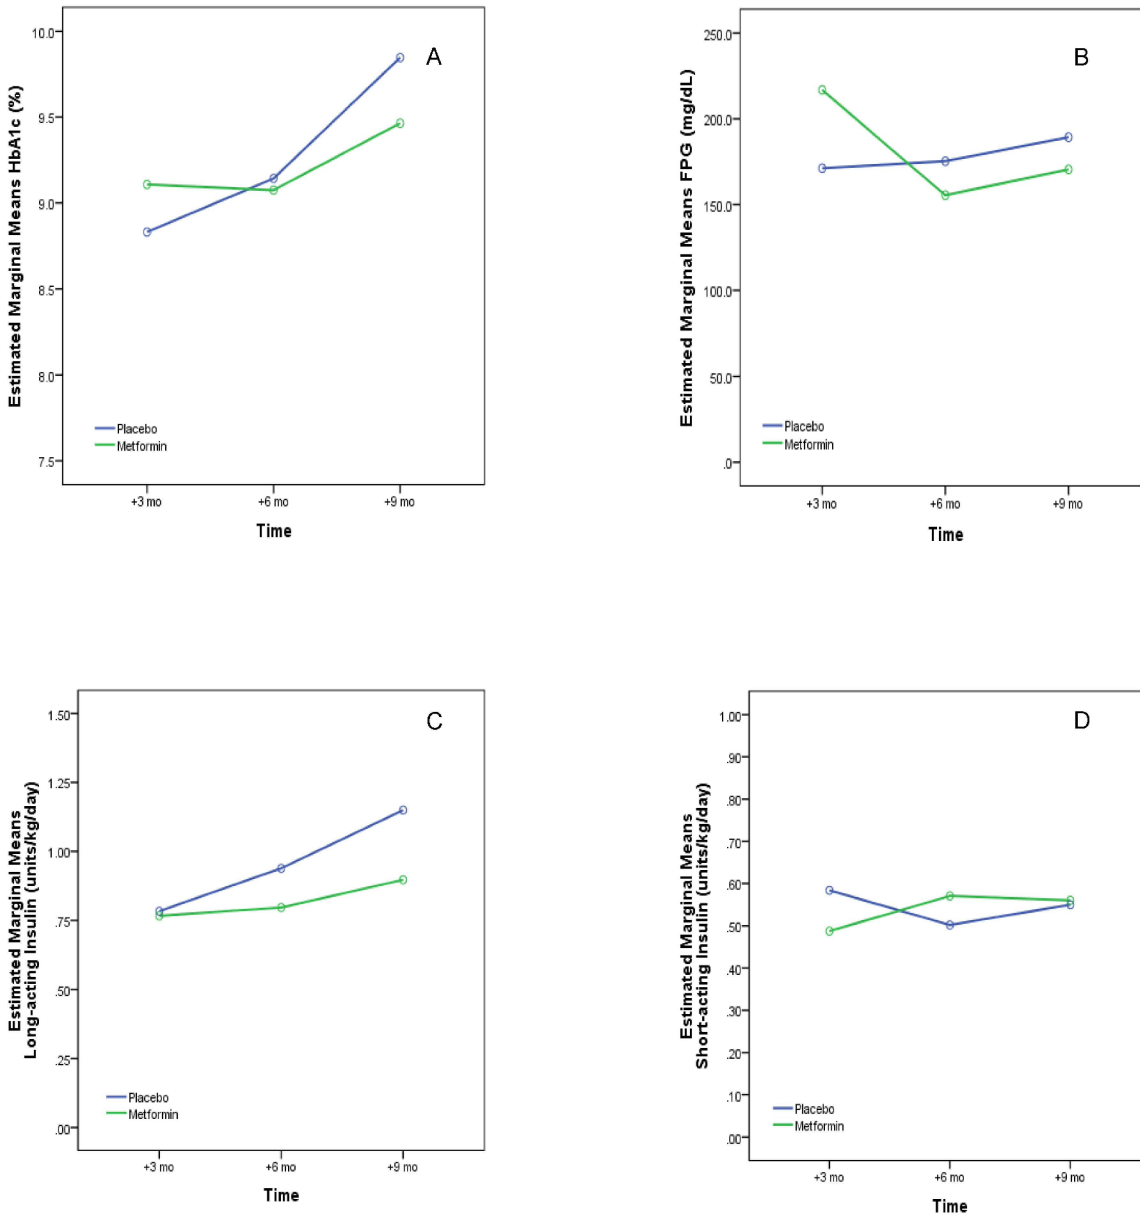 A
Estimated Marginal Means HbA1c (%)
10.0
9.5
9.0
8.5
8.0
7.5
Placebo
Metformin
+3 mo
+6 mo
+9 mo
Time
B
Estimated Marginal Means FPG (mg/dL)
250.0
200.0
150.0
100.0
50.0
.0
Placebo
Metformin
+3 mo
+6 mo
+9 mo
Time
C
Estimated Marginal Means
Long-acting Insulin (units/kg/day)
1.50
1.25
1.00
.75
.50
.25
.00
Placebo
Metformin
+3 mo
+6 mo
+9 mo
Time
D
Estimated Marginal Means
Short-acting Insulin (units/kg/day)
1.00
.90
.80
.70
.60
.50
.40
.30
.20
.10
.00
Placebo
Metformin
+3 mo
+6 mo
+9 mo
Time